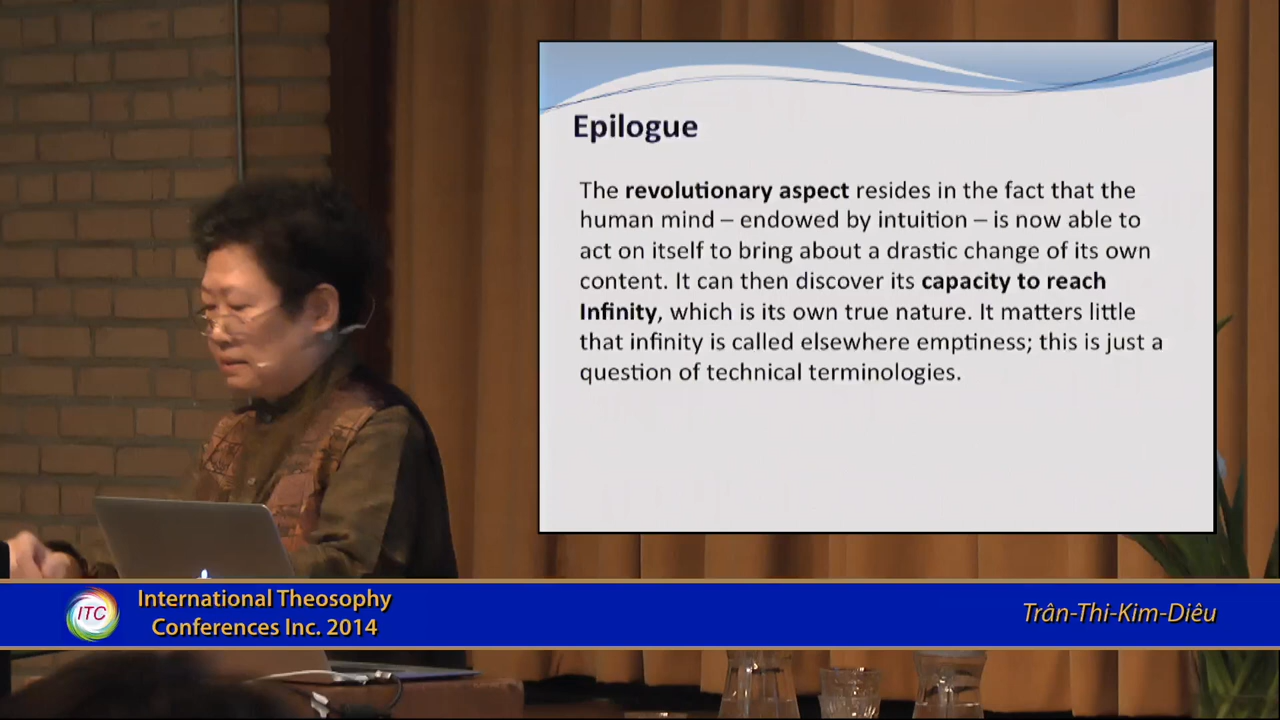 Epilogue
The revolutionary aspect resides in the fact that the
human mind – endowed by intuition – is now able to
act on itself to bring about a drastic change of its own
content. It can then discover its capacity to reach
Infinity, which is its own true nature. It matters little
that infinity is called elsewhere emptiness; this is just a
question of technical terminologies.
ITC
International Theosophy
Conferences Inc. 2014
Trân-Thi-Kim-Diêu